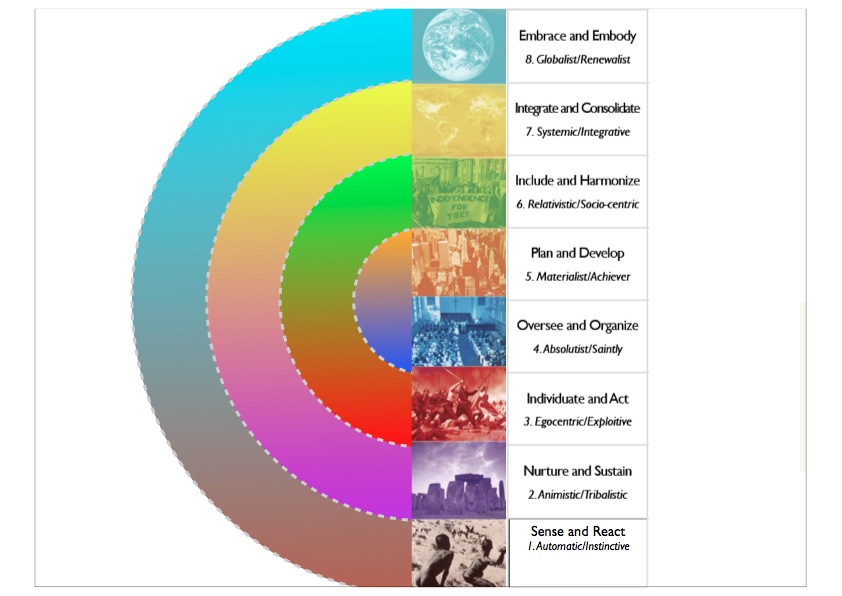 Embrace and Embody
8. Globalist/Renewalist
Integrate and Consolidate
7. Systemic/Integrative
Include and Harmonize
6. Relativistic/Socio-centric
INDEPENDENCE
FOR
TIBET
Plan and Develop
5. Materialist/Achiever
Oversee and Organize
4. Absolutist/Saintly
Individuate and Act
3. Egocentric/Exploitive
Nurture and Sustain
2. Animistic/Tribalistic
Sense and React
1. Automatic/Instinctive